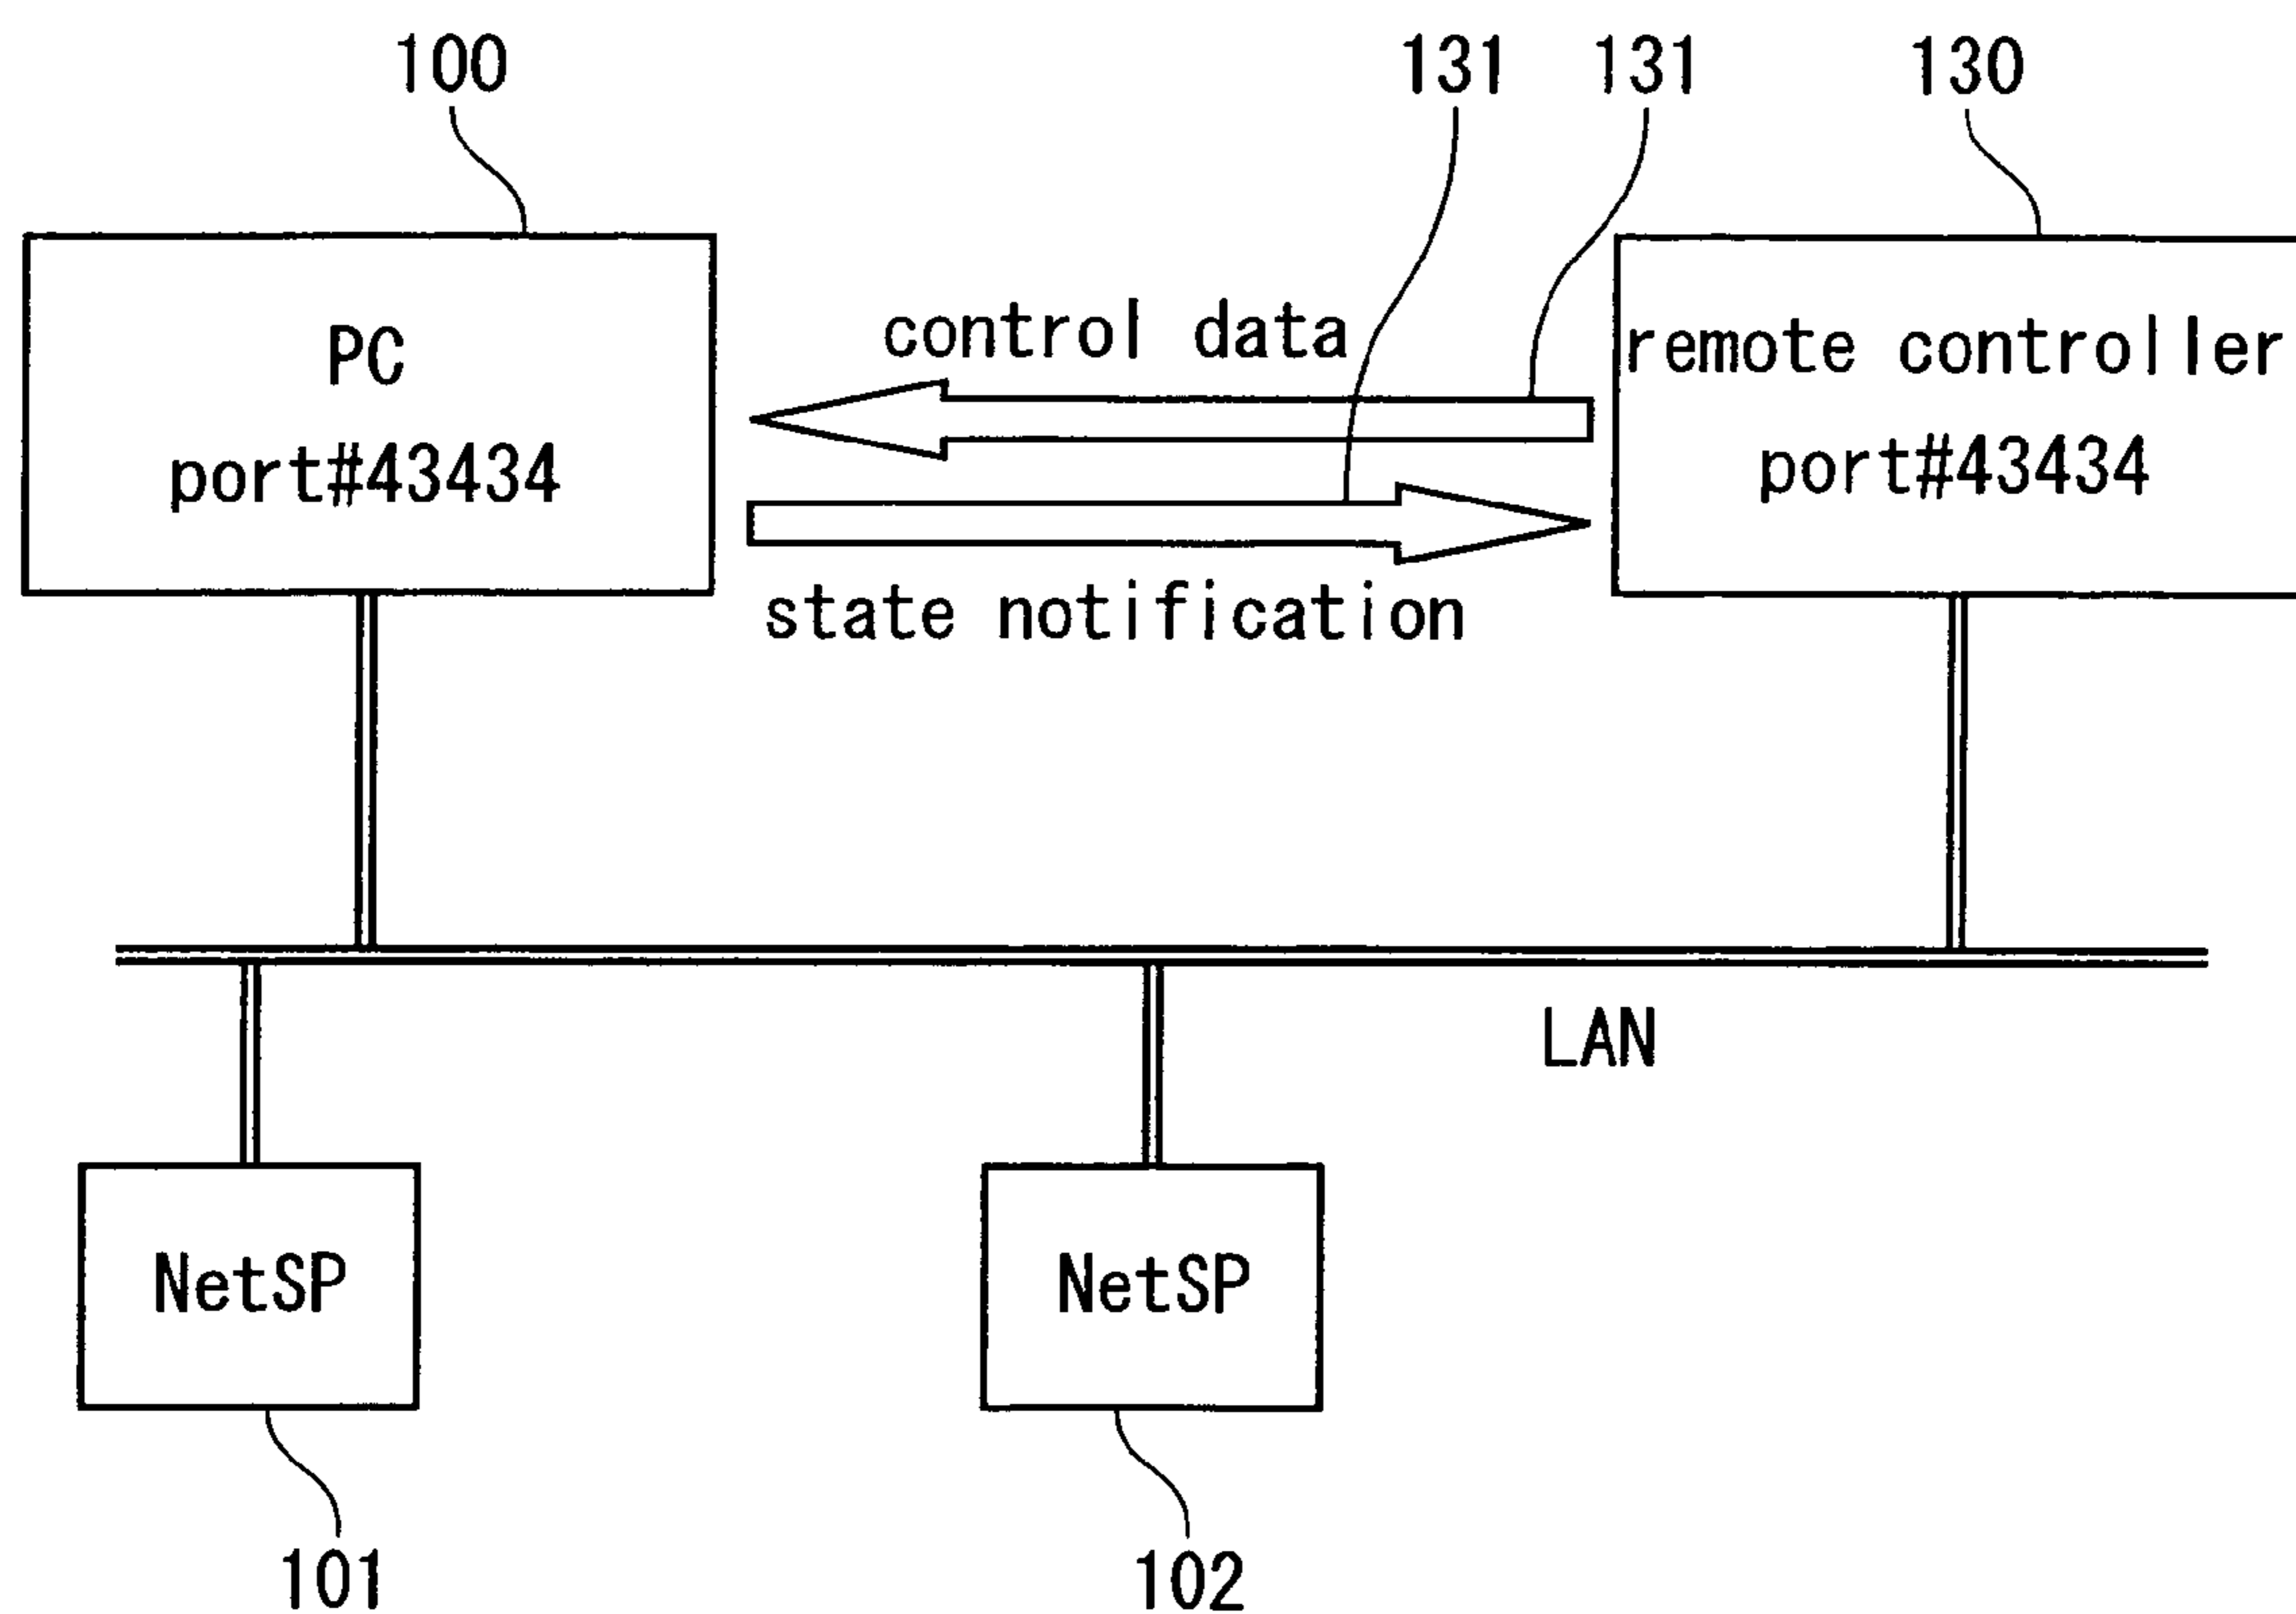 100
131
131
130
PC
port#43434
control data
state notification
remote controller
port#43434
LAN
NetSP
NetSP
101
102